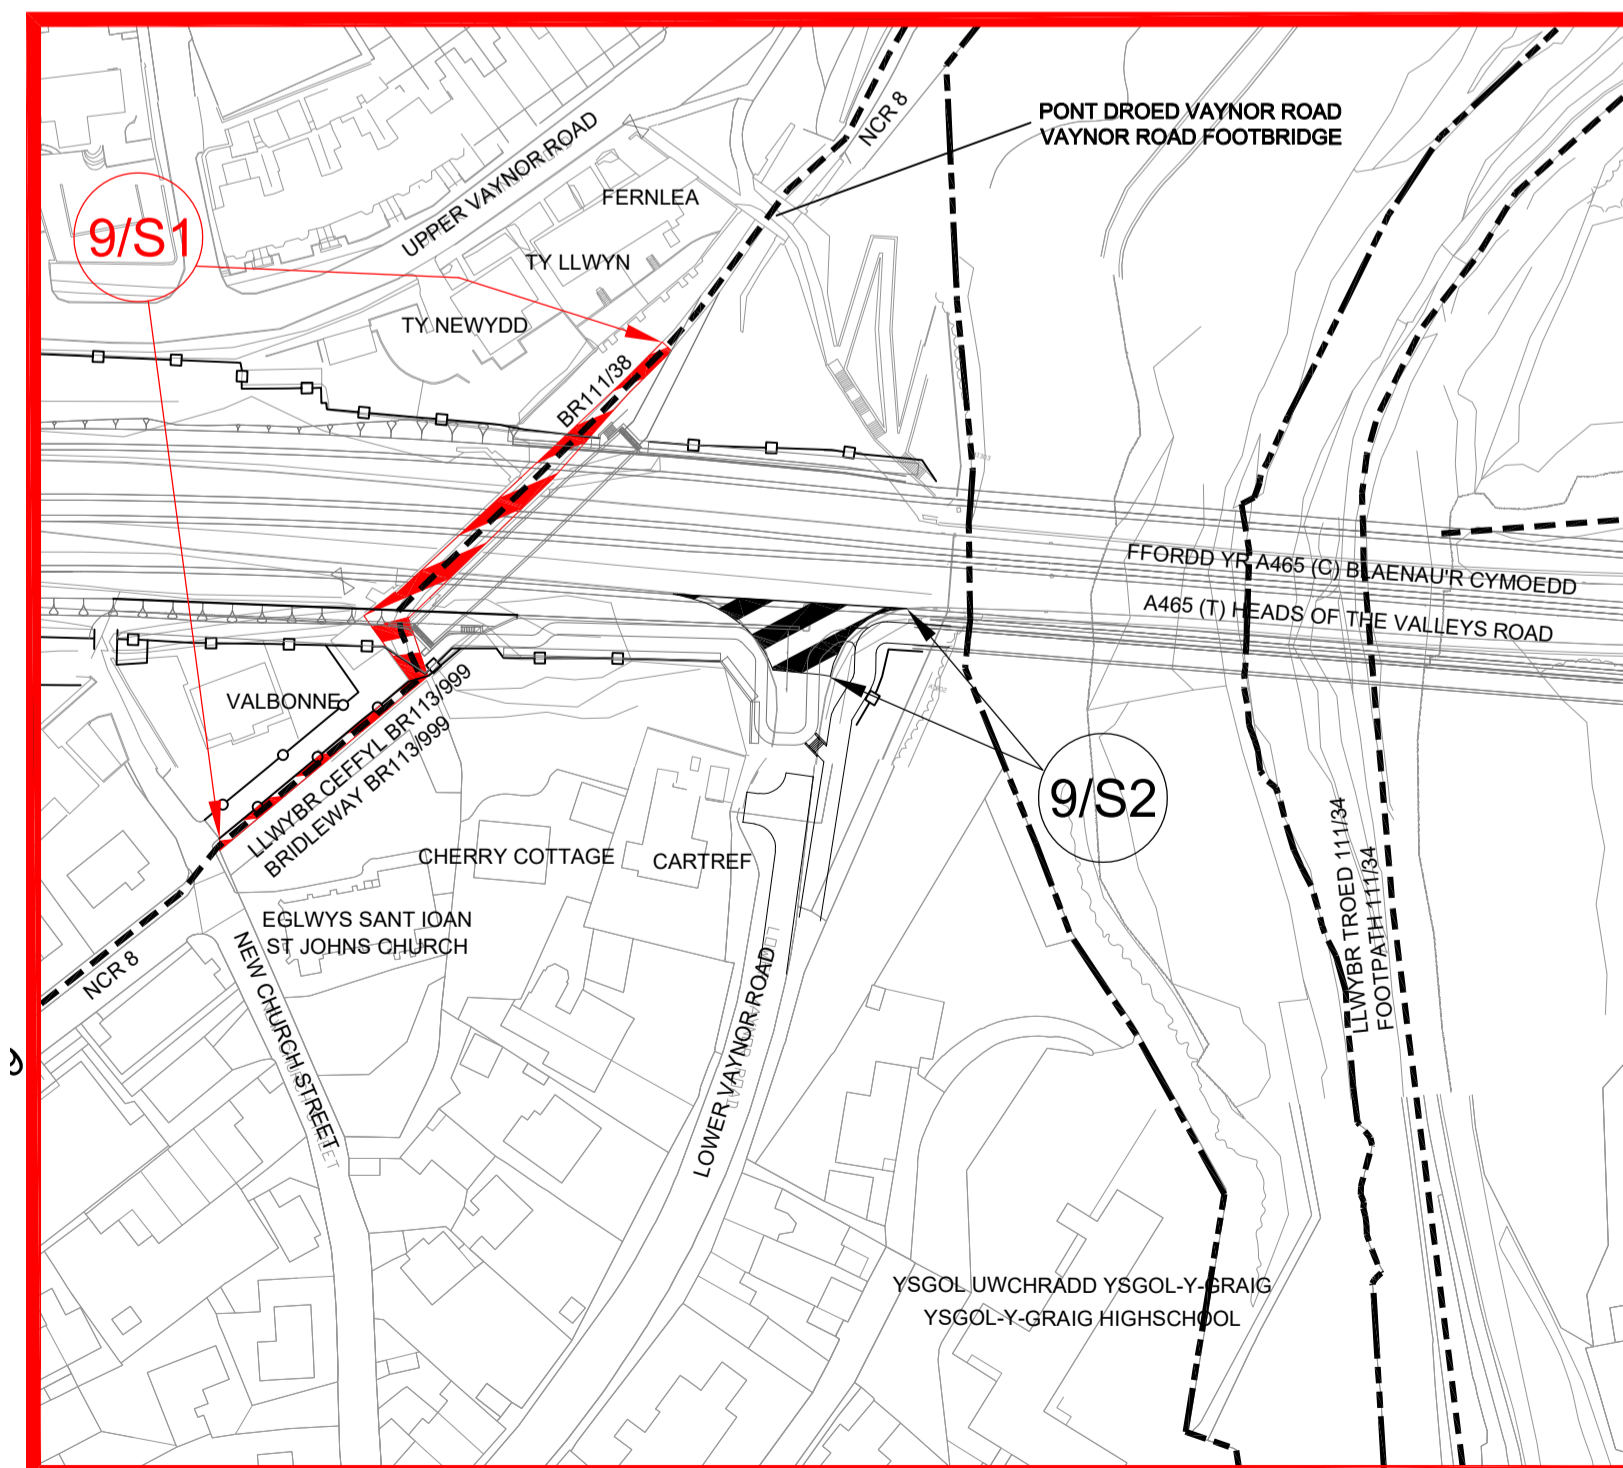 PONT DROED VAYNOR ROAD
VAYNOR ROAD FOOTBRIDGE
NCR 8
UPPER VAYNOR ROAD
FERNLEA
9/S1
TY LLWYN
TY NEWYDD
BR111/38
FFORDD YR A465 (C) BLAENAU'R CYMOEDD
A465 (T) HEADS OF THE VALLEYS ROAD
VALBONNE
LLWYBR CEFFYL BR113/999
BRIDLEWAY BR113/999
9/S2
CHERRY COTTAGE
CARTREF
LLWYBR TROED 111/34
FOOTPATH 111/34
EGLWYS SANT IOAN
ST JOHNS CHURCH
NCR 8
NEW CHURCH STREET
LOWER VAYNOR ROAD
YSGOL UWCHRADD YSGOL-Y-GRAIG
YSGOL-Y-GRAIG HIGHSCHOOL